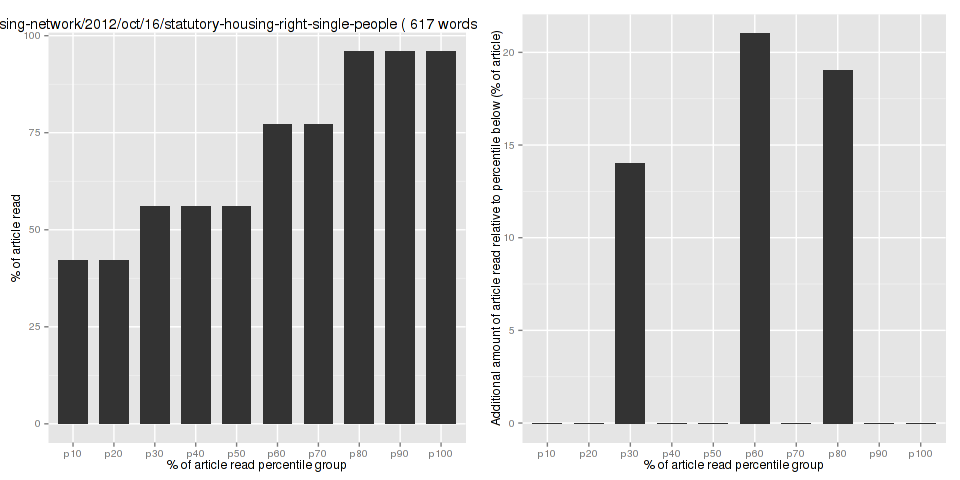 sing-network/2012/oct/16/statutory-housing-right-single-people ( 617 words
% of article read
100
75
50
25
0
p10 p20 p30 p40 p50 p60 p70 p80 p90 p100
% of article read percentile group
Additional amount of article read relative to percentile below (% of article)
20
15
10
5
0
p10 p20 p30 p40 p50 p60 p70 p80 p90 p100
% of article read percentile group